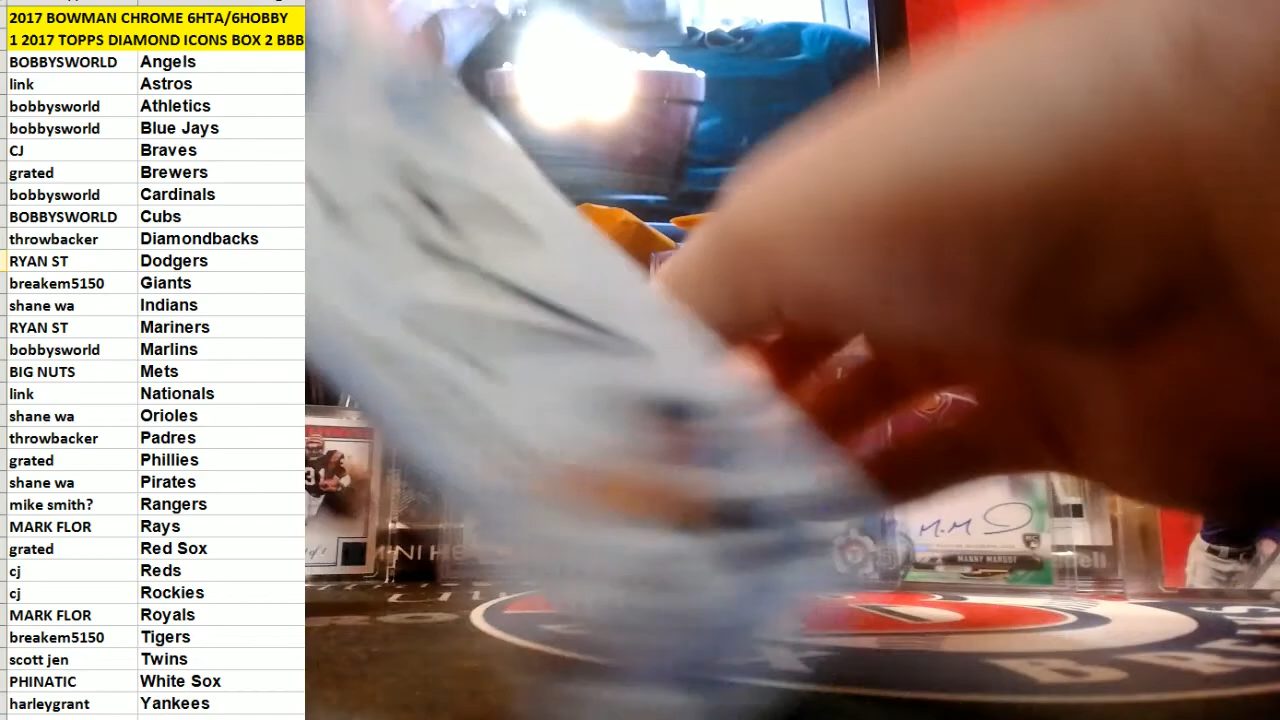 2017 BOWMAN CHROME 6HTA/6HOBBY
1 2017 TOPPS DIAMOND ICONS BOX 2 BBB
BOBBYSWORLD Angels
link Astros
bobbysworld Athletics
bobbysworld Blue Jays
CJ Braves
grated Brewers
bobbysworld Cardinals
BOBBYSWORLD Cubs
throwbacker Diamondbacks
RYAN ST Dodgers
breakem5150 Giants
shane wa Indians
RYAN ST Mariners
bobbysworld Marlins
BIG NUTS Mets
link Nationals
shane wa Orioles
throwbacker Padres
grated Phillies
shane wa Pirates
mike smith? Rangers
MARK FLOR Rays
grated Red Sox
cj Reds
cj Rockies
MARK FLOR Royals
breakem5150 Tigers
scott jen Twins
PHINATIC White Sox
harleygrant Yankees
31
MANNY MARGOT